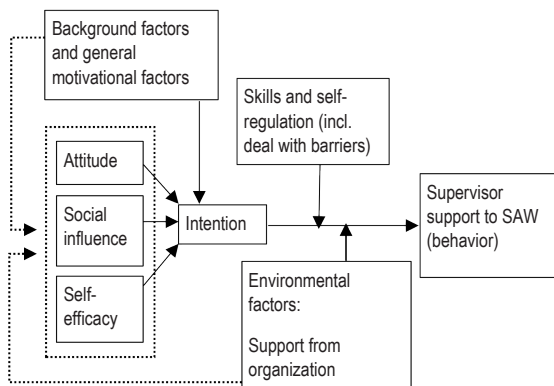 Background factors
and general
motivational factors
Skills and self-
regulation (incl.
deal with barriers)
Attitude
Social
influence
Self-
efficacy
Intention
Supervisor
support to SAW
(behavior)
Environmental
factors:
Support from
organization